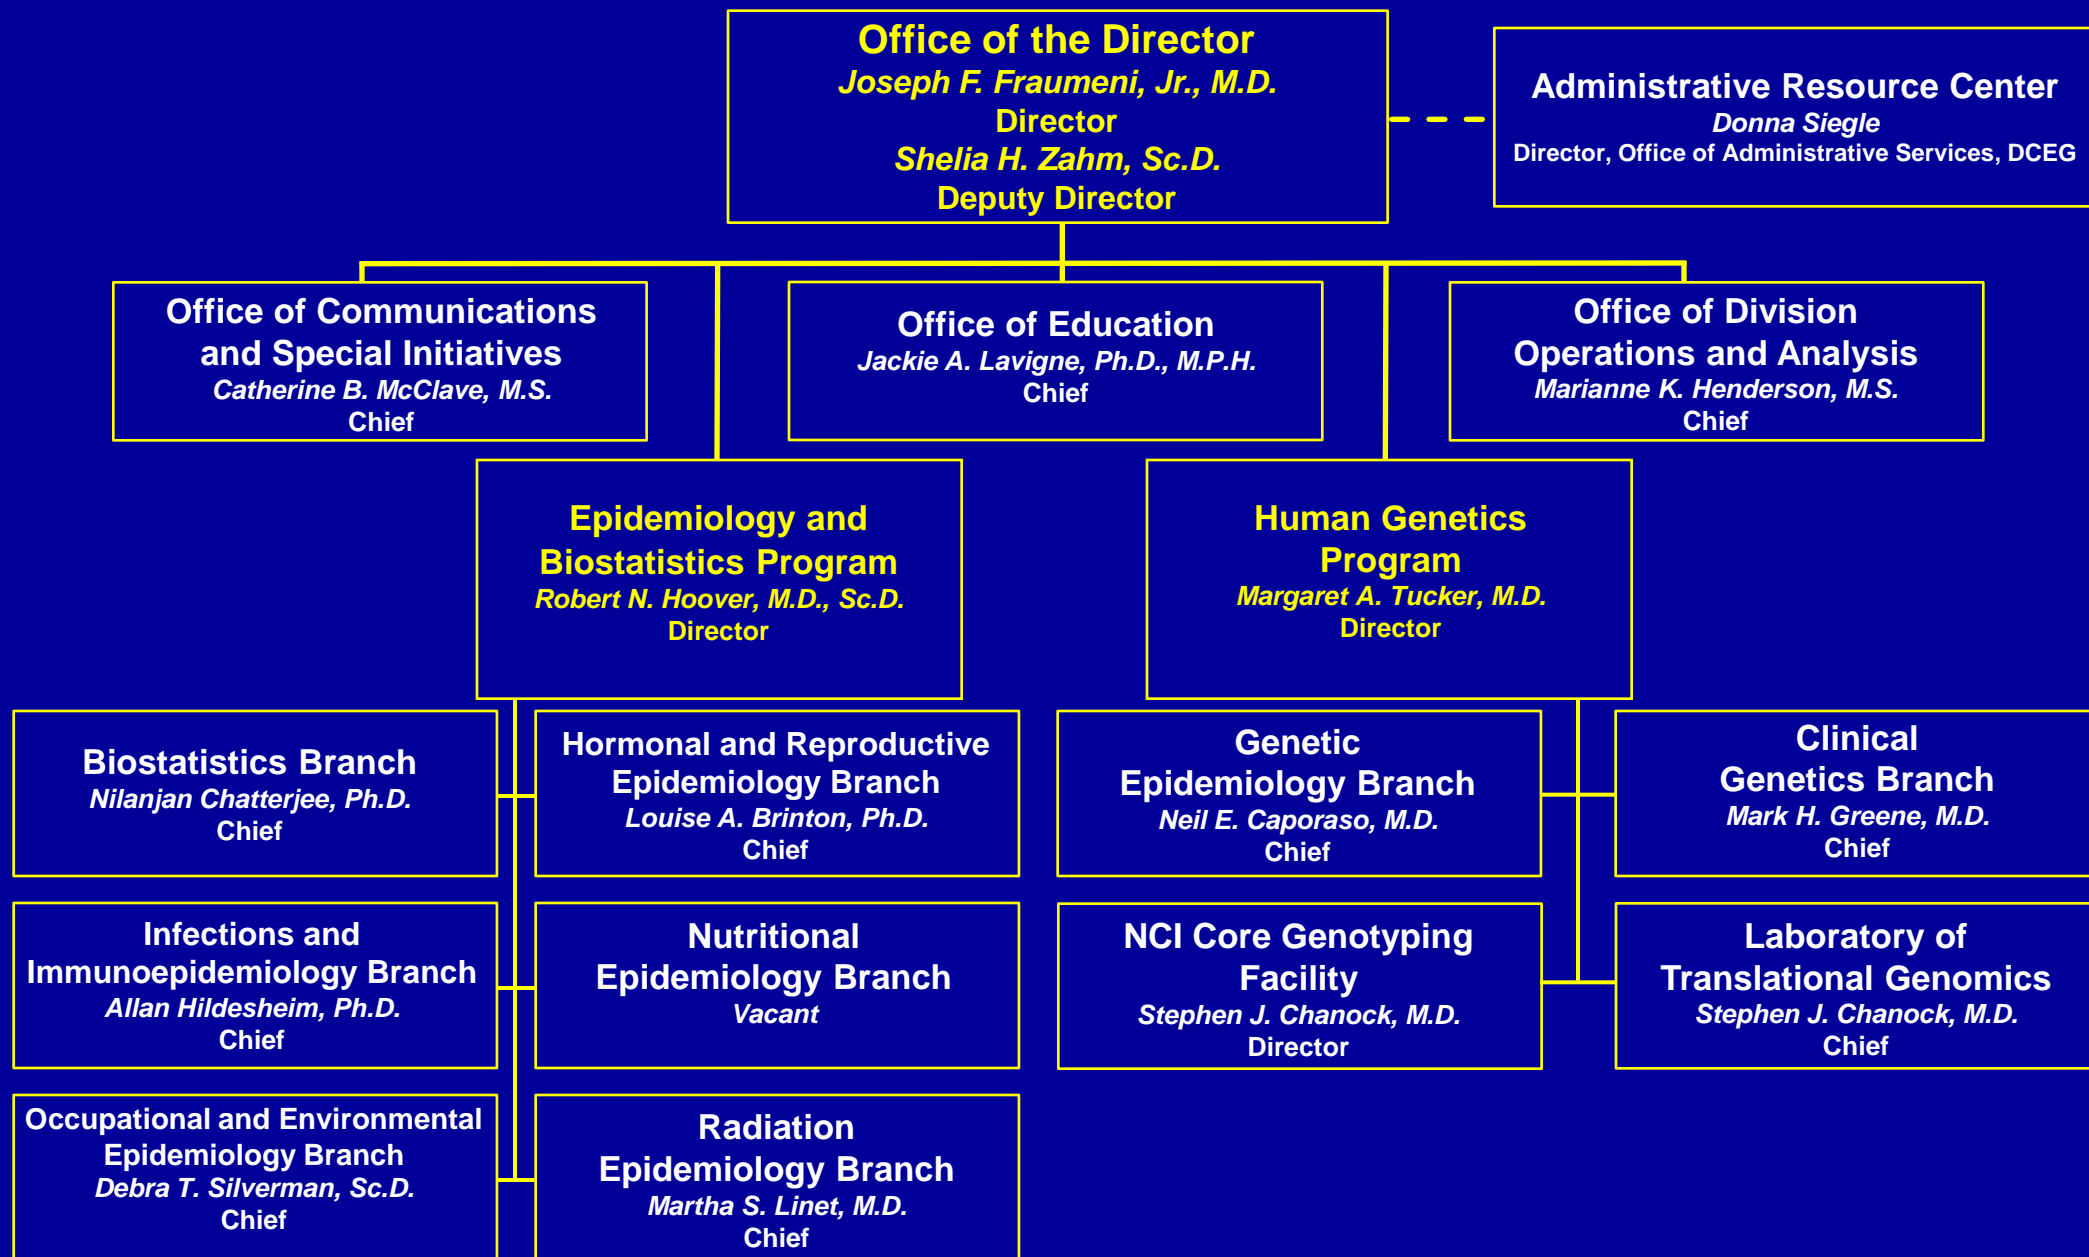 Office of the Director
Joseph F. Fraumeni, Jr., M.D.
Director
Shelia H. Zahm, Sc.D.
Deputy Director
Administrative Resource Center
Donna Siegle
Director, Office of Administrative Services, DCEG
Office of Communications
and Special Initiatives
Catherine B. McClave, M.S.
Chief
Office of Education
Jackie A. Lavigne, Ph.D., M.P.H.
Chief
Office of Division
Operations and Analysis
Marianne K. Henderson, M.S.
Chief
Epidemiology and
Biostatistics Program
Robert N. Hoover, M.D., Sc.D.
Director
Human Genetics
Program
Margaret A. Tucker, M.D.
Director
Biostatistics Branch
Nilanjan Chatterjee, Ph.D.
Chief
Hormonal and Reproductive
Epidemiology Branch
Louise A. Brinton, Ph.D.
Chief
Genetic
Epidemiology Branch
Neil E. Caporaso, M.D.
Chief
Clinical
Genetics Branch
Mark H. Greene, M.D.
Chief
Infections and
Immunoepidemiology Branch
Allan Hildesheim, Ph.D.
Chief
Nutritional
Epidemiology Branch
Vacant
NCI Core Genotyping
Facility
Stephen J. Chanock, M.D.
Director
Laboratory of
Translational Genomics
Stephen J. Chanock, M.D.
Chief
Occupational and Environmental
Epidemiology Branch
Debra T. Silverman, Sc.D.
Chief
Radiation
Epidemiology Branch
Martha S. Linet, M.D.
Chief